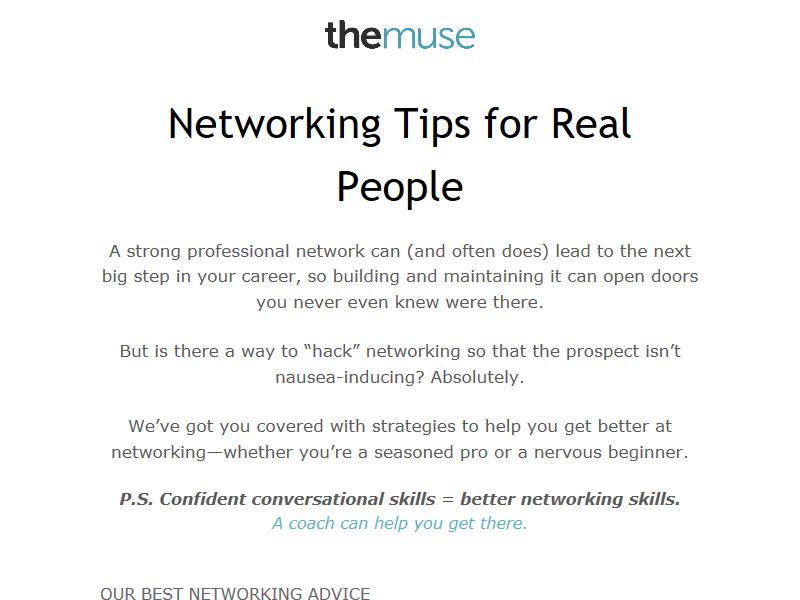 themuse
Networking Tips for Real
People
A strong professional network can (and often does) lead to the next
big step in your career, so building and maintaining it can open doors
you never even knew were there.
But is there a way to “hack” networking so that the prospect isn’t
nausea-inducing? Absolutely.
We’ve got you covered with strategies to help you get better at
networking—whether you’re a seasoned pro or a nervous beginner.
P.S. Confident conversational skills = better networking skills.
A coach can help you get there.
OUR BEST NETWORKING ADVICE